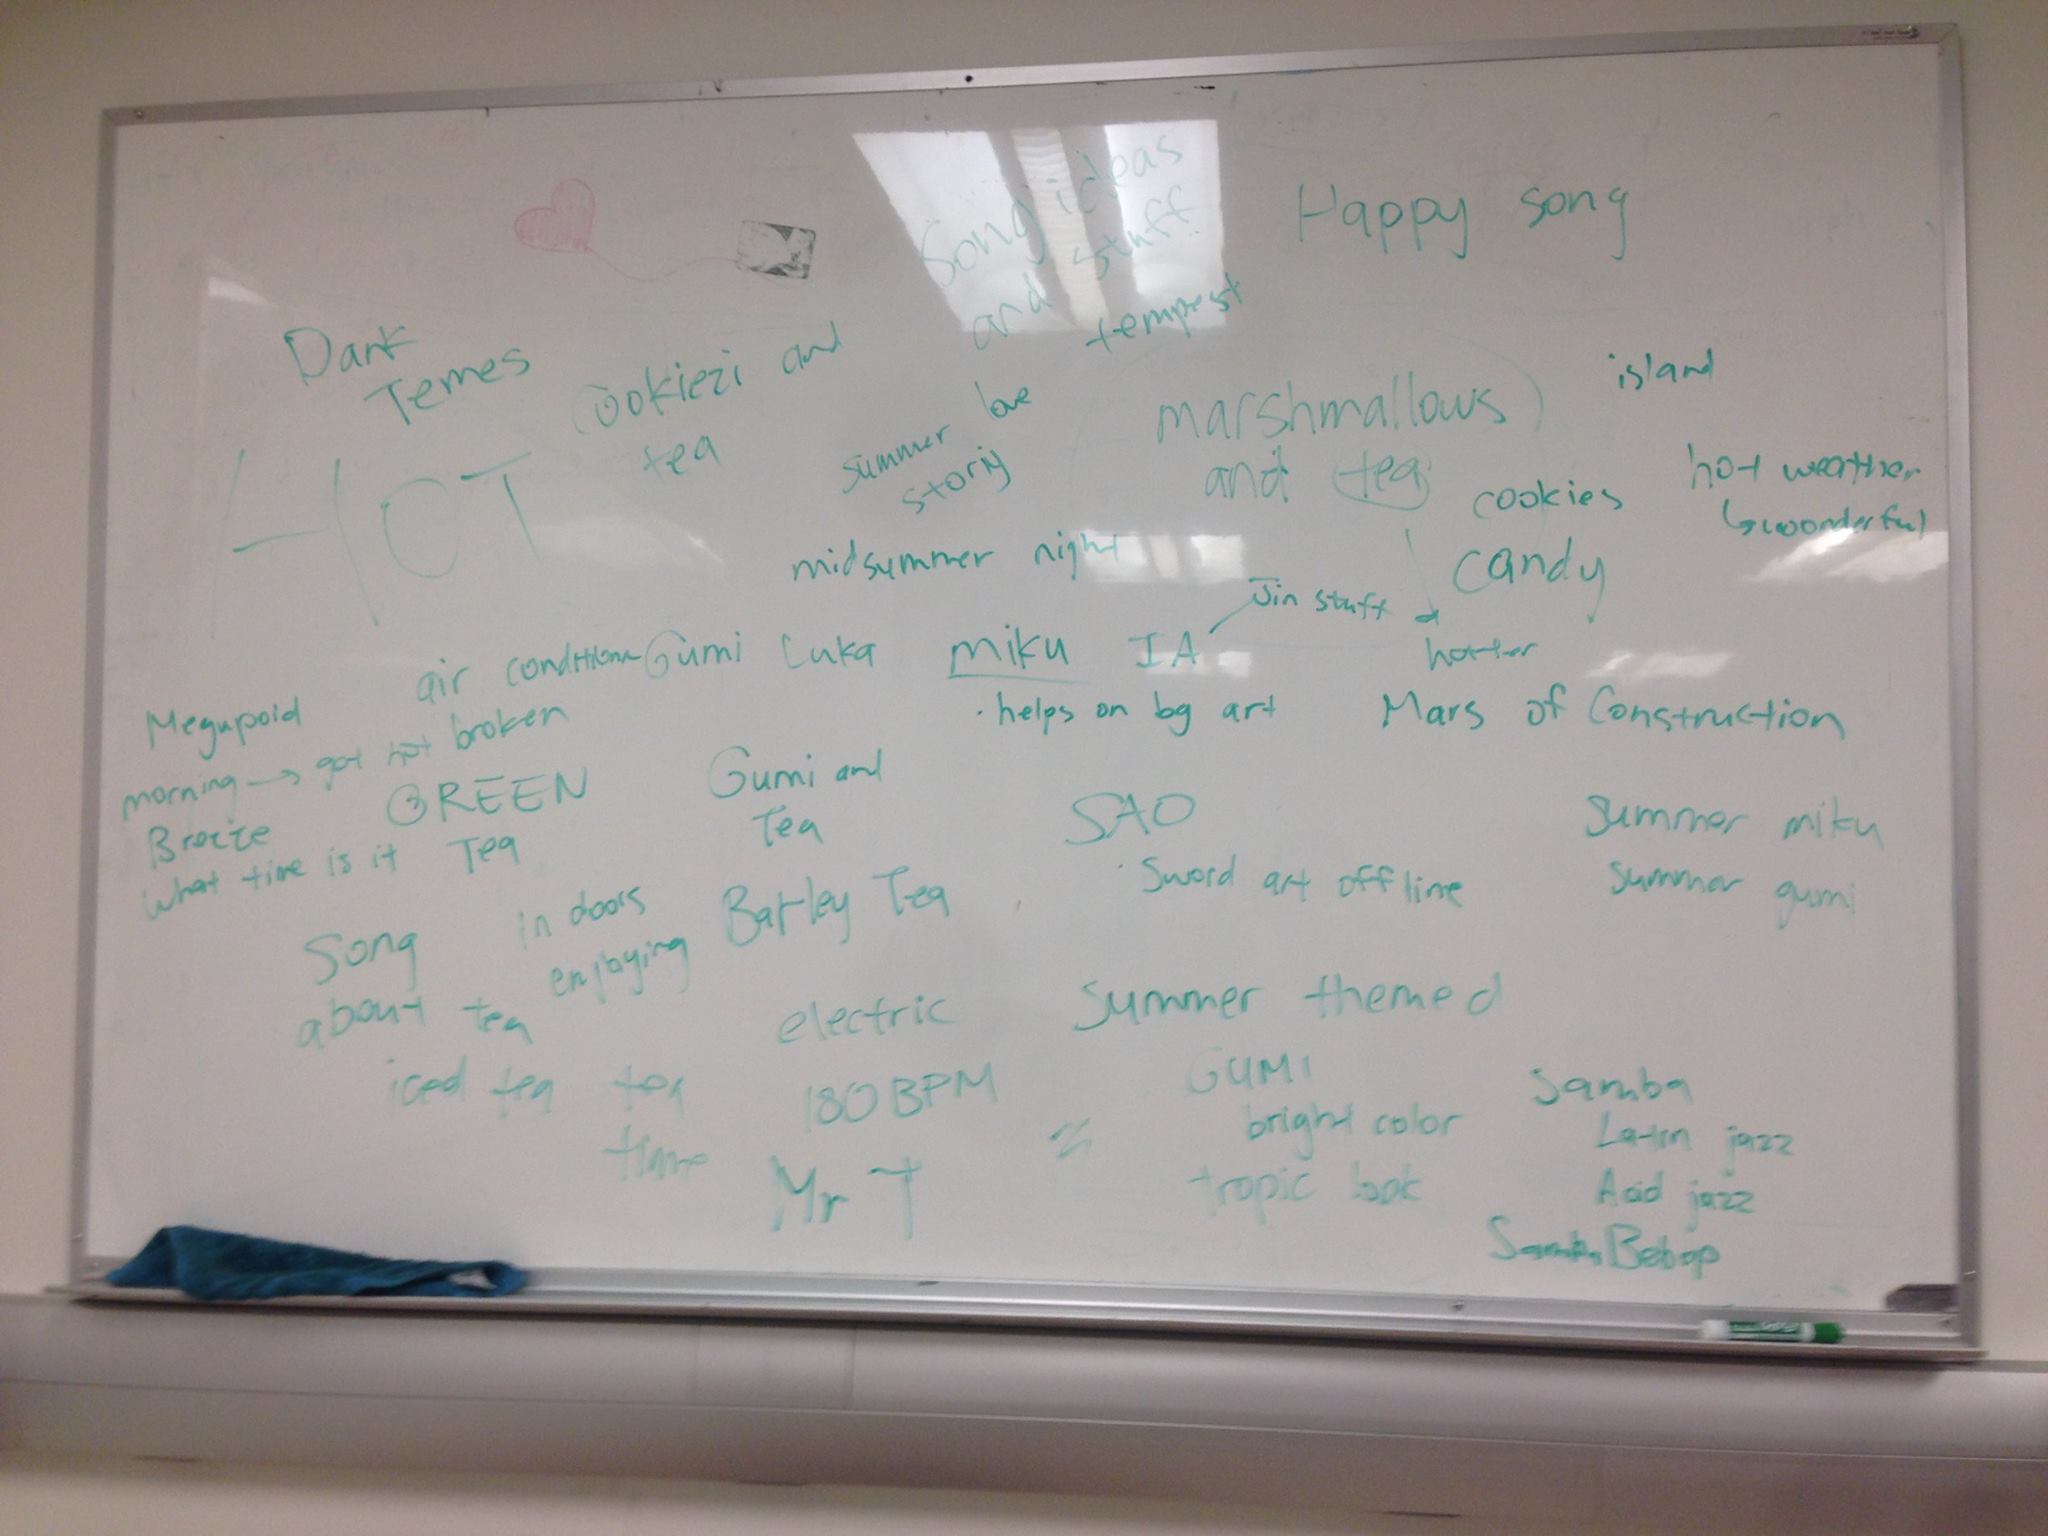 Song ideas
and stuff
Happy song
Dark
Temes
Cookiezi and
tea
tempest
HOT
summer love
storiy
marshmallows
and tea
island
cookies
hot weather
wonderful
candy
midsummer night
Jin stuff
hotter
air condition
broken
Gumi Luka miku IA
helps on bg art
Mars of Construction
Megupoid
morning → got hot
Breeze
what time is it
GREEN
Tea
Gumi and
Tea
SAO
Sword art offline
summer miku
summer gumi
Song
about tea
in doors
enjoying
Barley Tea
iced tea
tea
time
electric
180 BPM
Mr T
summer themed
GUMI
bright color
tropic look
Samba
Latin jazz
Acid jazz
Samba Bebop